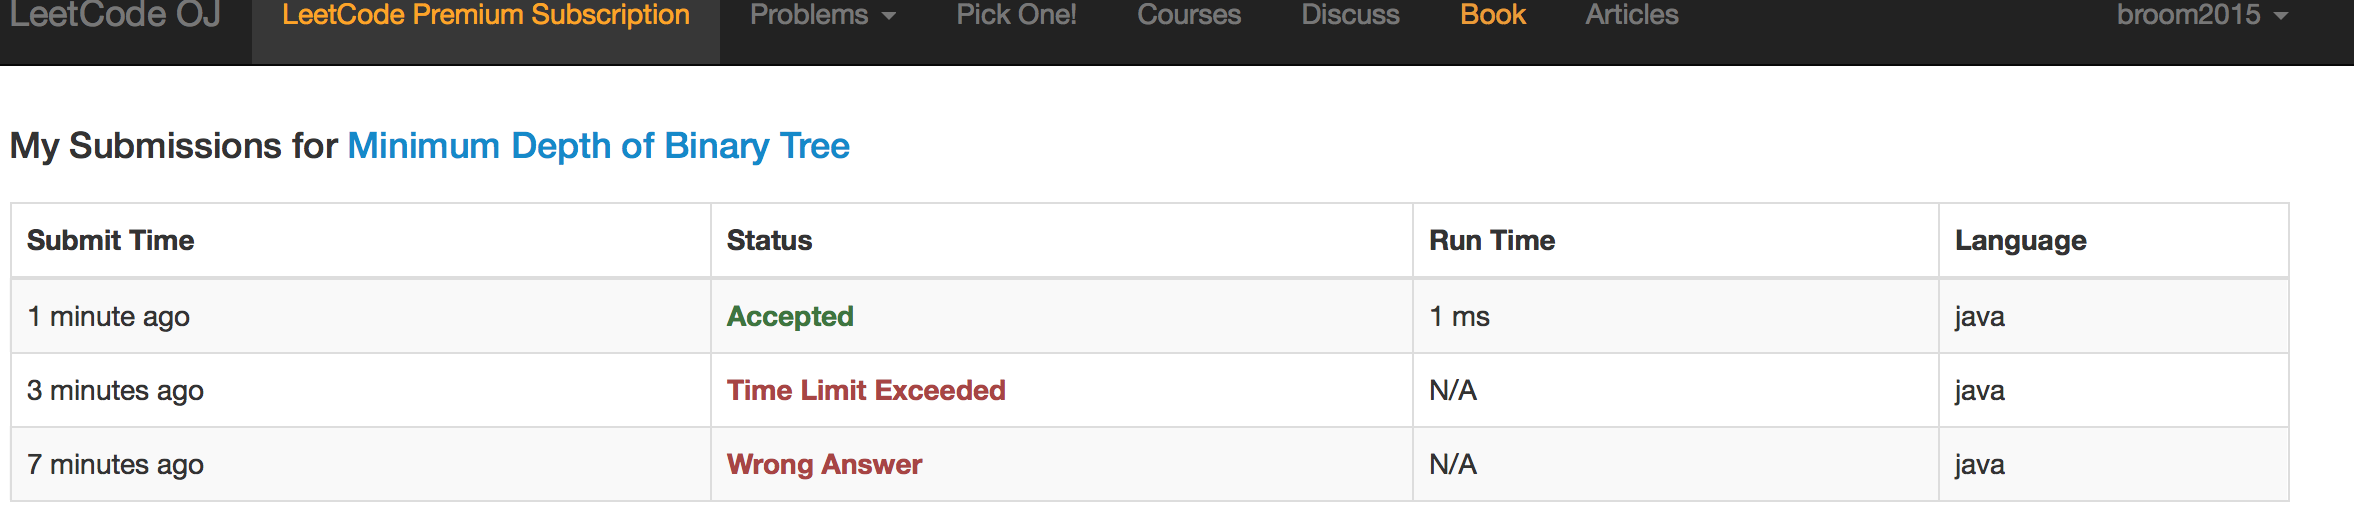 LeetCode OJ LeetCode Premium Subscription Problems Pick One! Courses Discuss Book Articles broom2015
My Submissions for Minimum Depth of Binary Tree
Submit Time Status Run Time Language
1 minute ago Accepted 1 ms java
3 minutes ago Time Limit Exceeded N/A java
7 minutes ago Wrong Answer N/A java